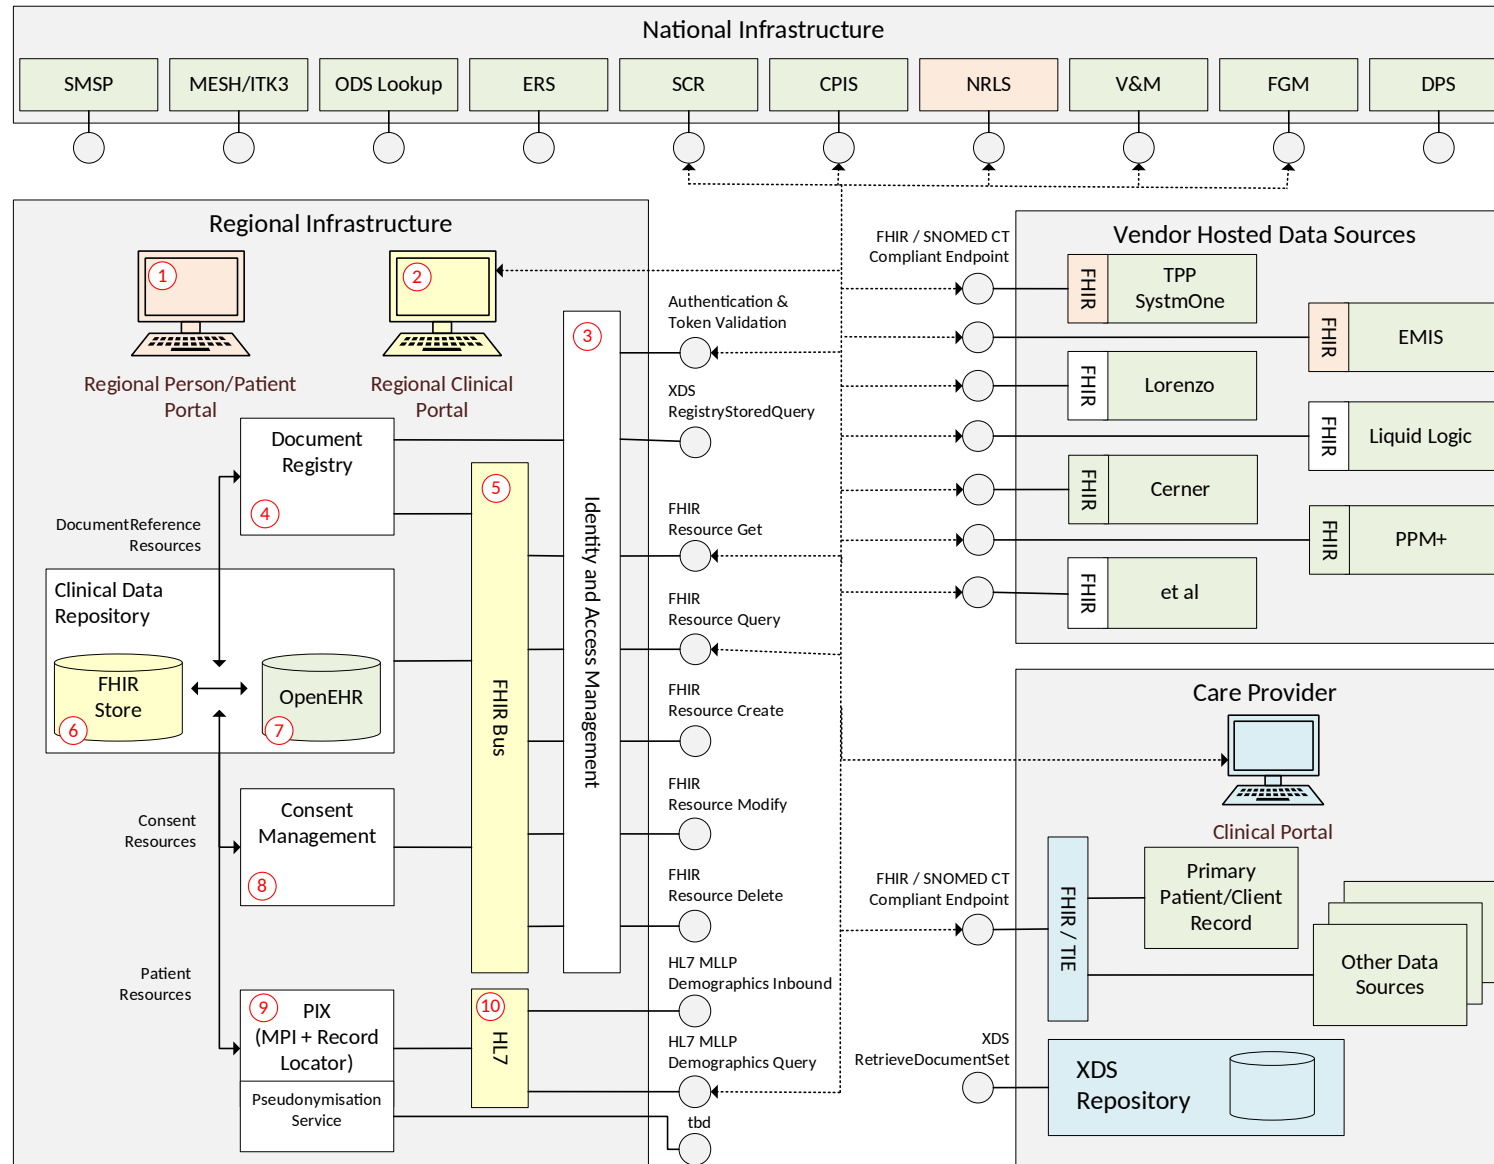 National Infrastructure
SMSP
MESH/ITK3
ODS Lookup
ERS
SCR
CPIS
NRLS
V&M
FGM
DPS
Regional Infrastructure
1
2
Regional Person/Patient
Portal
Regional Clinical
Portal
3
Identity and Access Management
Document
Registry
4
5
FHIR Bus
DocumentReference
Resources
Clinical Data
Repository
FHIR
Store
6
OpenEHR
7
Consent
Resources
Consent
Management
8
Patient
Resources
9
PIX
(MPI + Record
Locator)
10
HL7
Pseudonymisation
Service
Authentication &
Token Validation
XDS
RegistryStoredQuery
FHIR
Resource Get
FHIR
Resource Query
FHIR
Resource Create
FHIR
Resource Modify
FHIR
Resource Delete
HL7 MLLP
Demographics Inbound
HL7 MLLP
Demographics Query
tbd
FHIR / SNOMED CT
Compliant Endpoint
Vendor Hosted Data Sources
FHIR
TPP
SystmOne
FHIR
EMIS
FHIR
Lorenzo
FHIR
Liquid Logic
FHIR
Cerner
FHIR
PPM+
FHIR
et al
Care Provider
Clinical Portal
FHIR / SNOMED CT
Compliant Endpoint
FHIR / TIE
Primary
Patient/Client
Record
Other Data
Sources
XDS
RetrieveDocumentSet
XDS
Repository